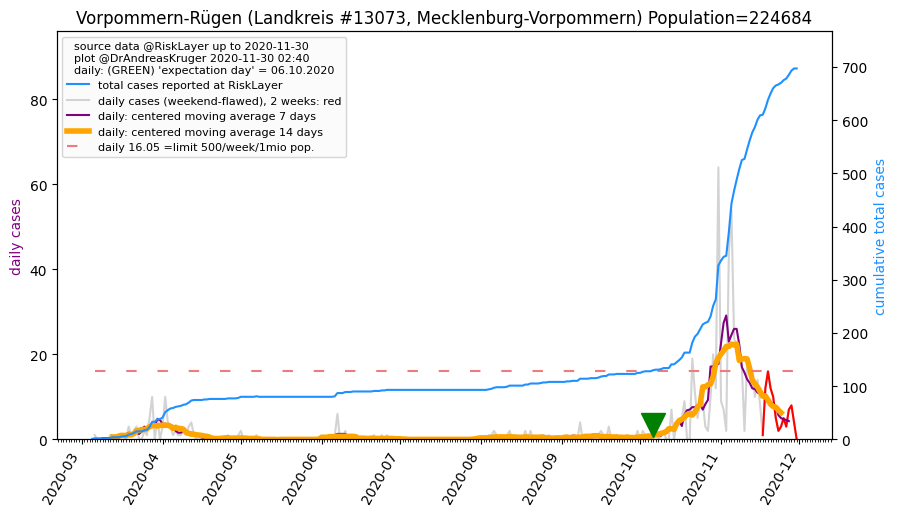 Vorpommern-Rügen (Landkreis #13073, Mecklenburg-Vorpommern) Population=224684
source data @RiskLayer up to 2020-11-30
plot @DrAndreasKruger 2020-11-30 02:40
daily: (GREEN) 'expectation day' = 06.10.2020
total cases reported at RiskLayer
daily cases (weekend-flawed), 2 weeks: red
daily: centered moving average 7 days
daily: centered moving average 14 days
daily 16.05 =limit 500/week/1mio pop.
daily cases
80
60
40
20
0
cumulative total cases
700
600
500
400
300
200
100
0
2020-03
2020-04
2020-05
2020-06
2020-07
2020-08
2020-09
2020-10
2020-11
2020-12